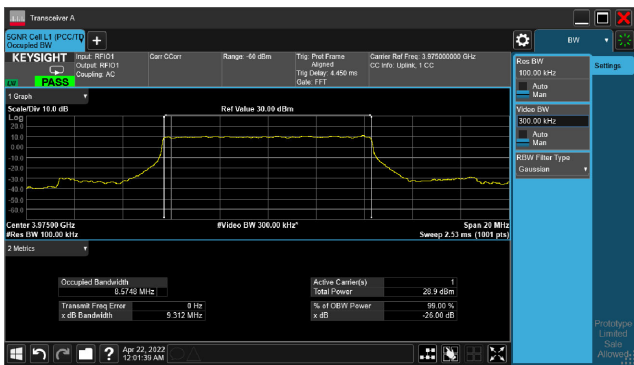 Transceiver A
5GNR Cell L1 (PCC/TD
Occupied BW
KEYSIGHT
Input: RFIO1
Output: RFIO1
Coupling: AC
PASS
Corr CCorr
Range: -60 dBm
Trig: Pret Frame
Aligned
Trig Delay: 4.450 ms
Gate: FFT
Carrier Ref Freq: 3.975000000 GHz
CC Info: Uplink, 1 CC
BW
Settings
Res BW
100.00 kHz
Auto
Man
Video BW
300.00 kHz
Auto
Man
RBW Filter Type
Gaussian
1 Graph
Scale/Div 10.0 dB
Ref Value 30.00 dBm
Log
20.0
10.0
0.00
-10.0
-20.0
-30.0
-40.0
-50.0
-60.0
Center 3.97500 GHz
#Video BW 300.00 kHz*
Span 20 MHz
#Res BW 100.00 kHz
Sweep 2.53 ms (1001 pts)
2 Metrics
Occupied Bandwidth
8.5748 MHz
Active Carrier(s) 1
Total Power 28.9 dBm
Transmit Freq Error 0 Hz
x dB Bandwidth 9.312 MHz
% of OBW Power 99.00 %
x dB -26.00 dB
Prototype
Limited
Sale
Allowed
Apr 22, 2022
12:01:39 AM